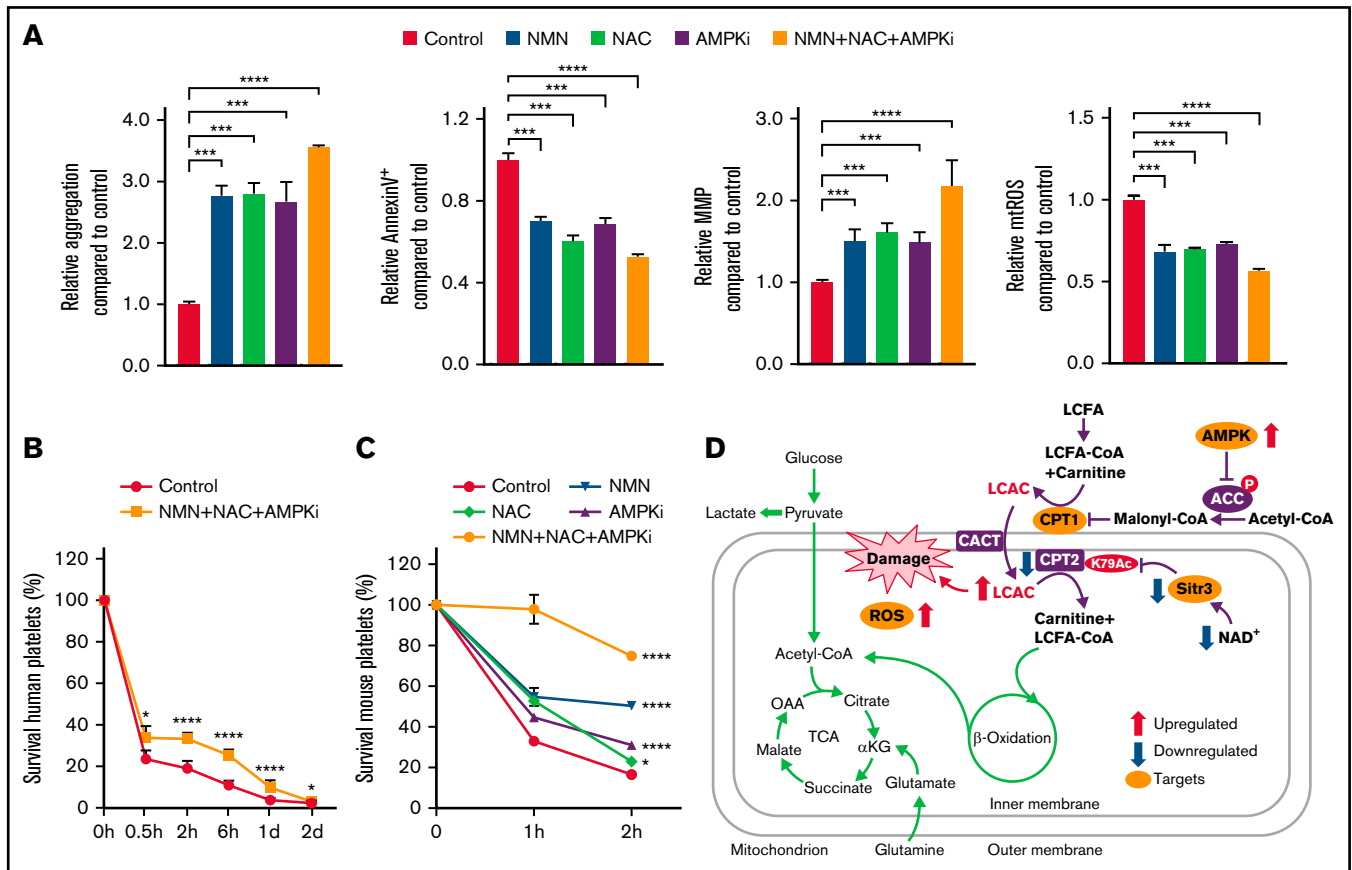 A
Control NMN NAC AMPKi NMN+NAC+AMPKi
Relative aggregation
compared to control
4.0
3.0
2.0
1.0
0.0
***
***
***
****
Relative AnnexinV+
compared to control
1.2
0.8
0.4
0.0
***
***
***
****
Relative MMP
compared to control
3.0
2.0
1.0
0.0
***
***
***
****
Relative mtROS
compared to control
1.5
1.0
0.5
0.0
***
***
***
****
B
Control
NMN+NAC+AMPKi
Survival human platelets (%)
120
100
80
60
40
20
0
0h 0.5h 2h 6h 1d 2d
* **** **** **** *
C
Control NMN
NAC AMPKi
NMN+NAC+AMPKi
Survival mouse platelets (%)
120
100
80
60
40
20
0
0 1h 2h
****
****
****
*
D
LCFA
LCFA-CoA
+Carnitine
AMPK
P
ACC
LCAC
CPT1
Malonyl-CoA
Acetyl-CoA
Glucose
Lactate
Pyruvate
CACT
Damage
CPT2
K79Ac
Sitr3
LCAC
NAD+
ROS
Carnitine+
LCFA-CoA
Acetyl-CoA
OAA
Citrate
TCA
Malate
αKG
Succinate
Glutamate
β-Oxidation
Upregulated
Downregulated
Targets
Inner membrane
Mitochondrion
Glutamine
Outer membrane